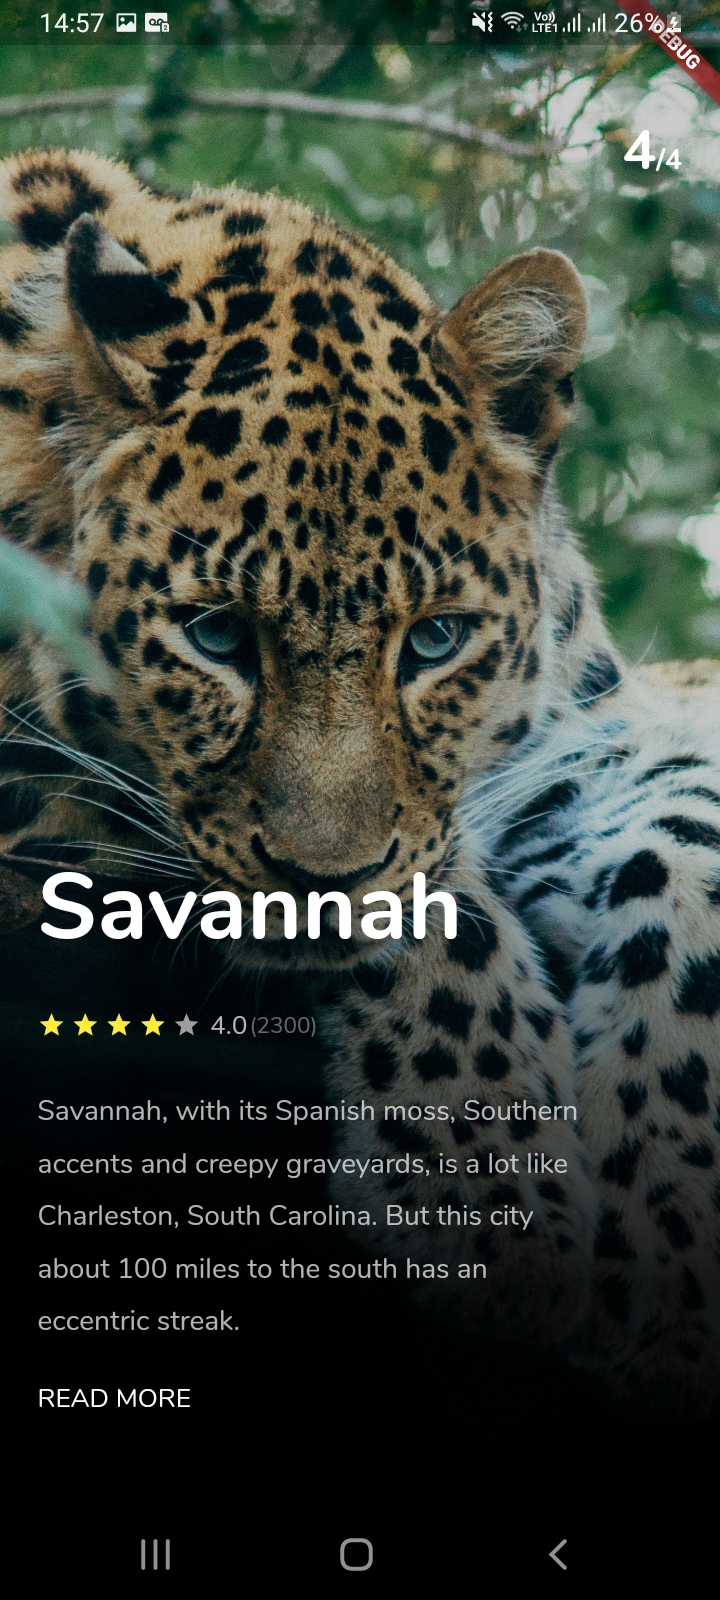 14:57
Vo))
LTE1
26%
DEBUG
4/4
Savannah
4.0 (2300)
Savannah, with its Spanish moss, Southern
accents and creepy graveyards, is a lot like
Charleston, South Carolina. But this city
about 100 miles to the south has an
eccentric streak.
READ MORE